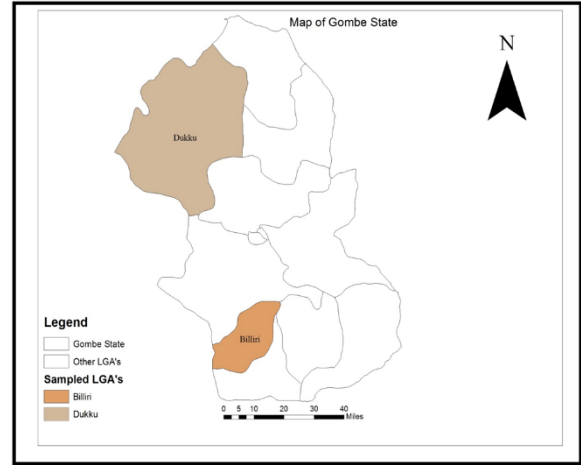 Map of Gombe State
N
Dukku
Billiri
Legend
Gombe State
Other LGA's
Sampled LGA's
Billiri
Dukku
0 5 10 20 30 40
Miles